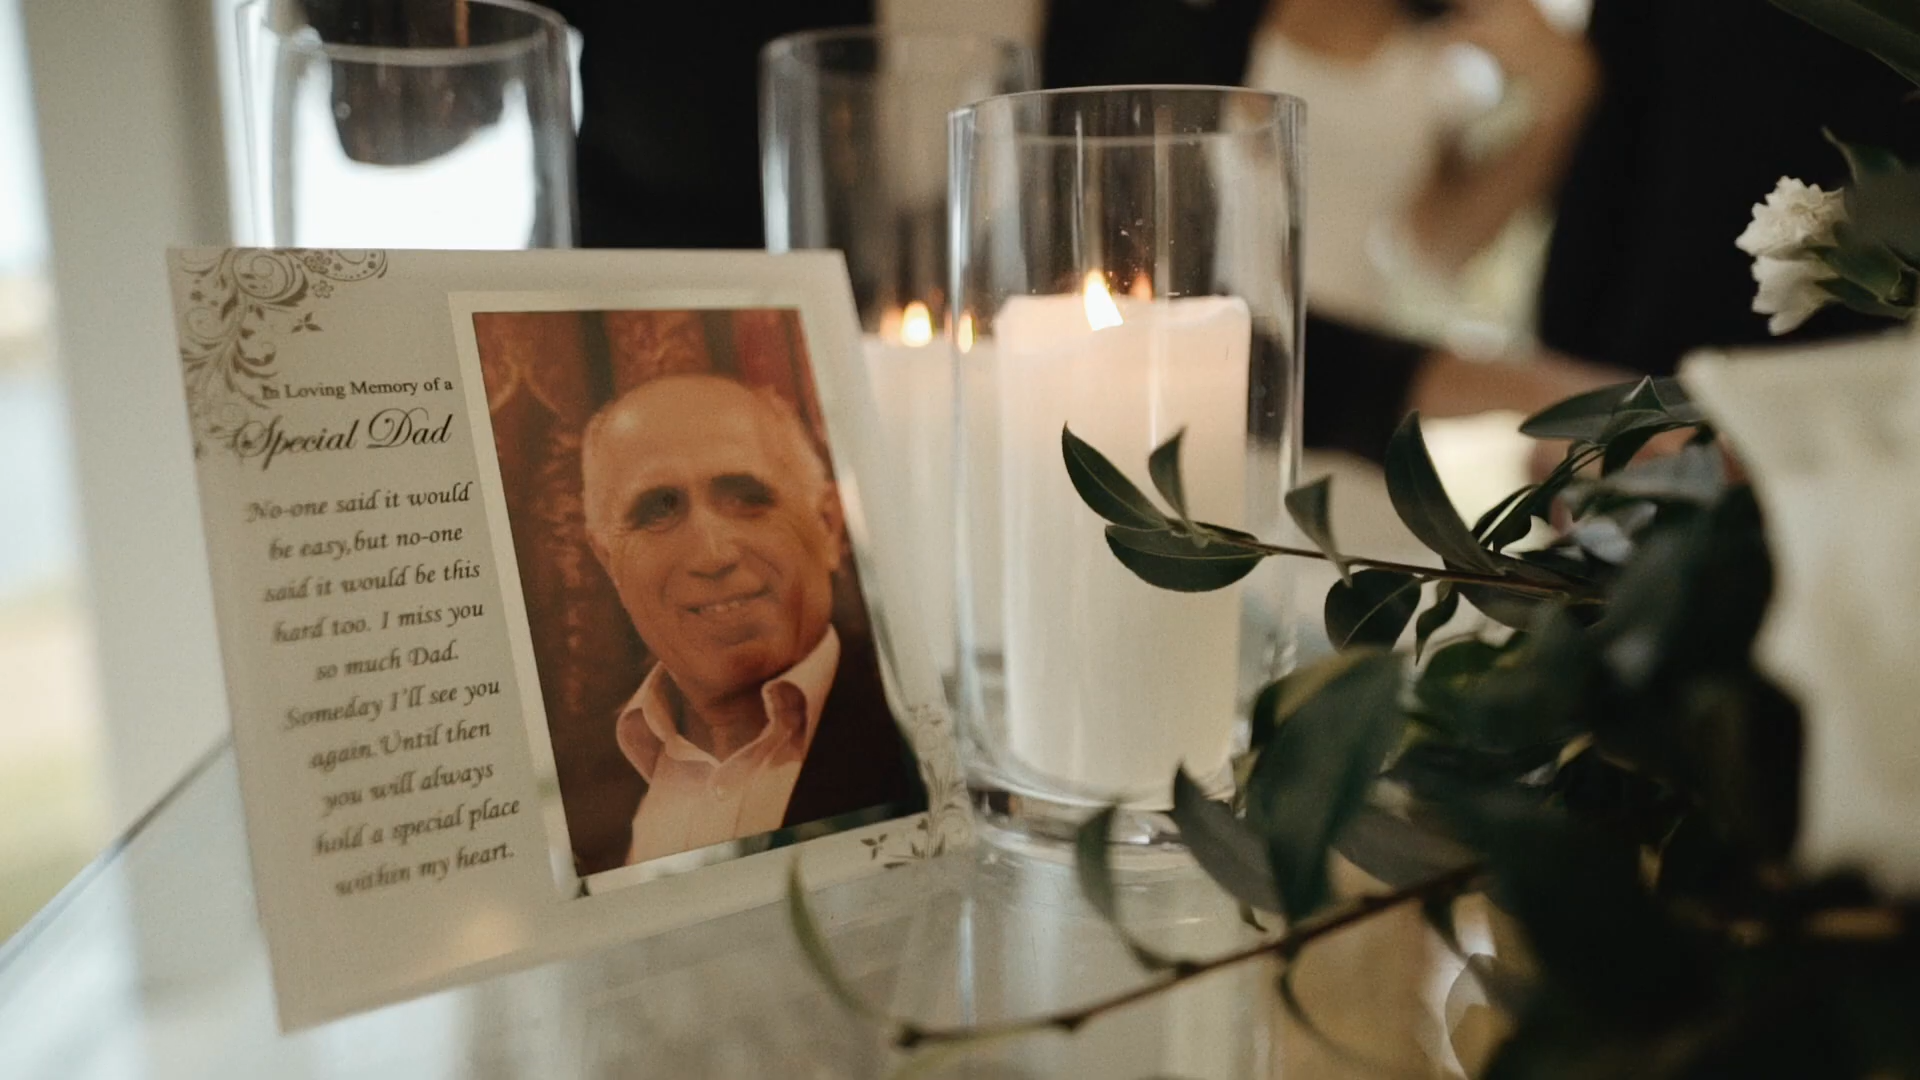 In Loving Memory of a
Special Dad
No-one said it would
be easy,but no-one
said it would be this
hard too. I miss you
so much Dad.
Someday I'll see you
again.Until then
you will always
hold a special place
within my heart.